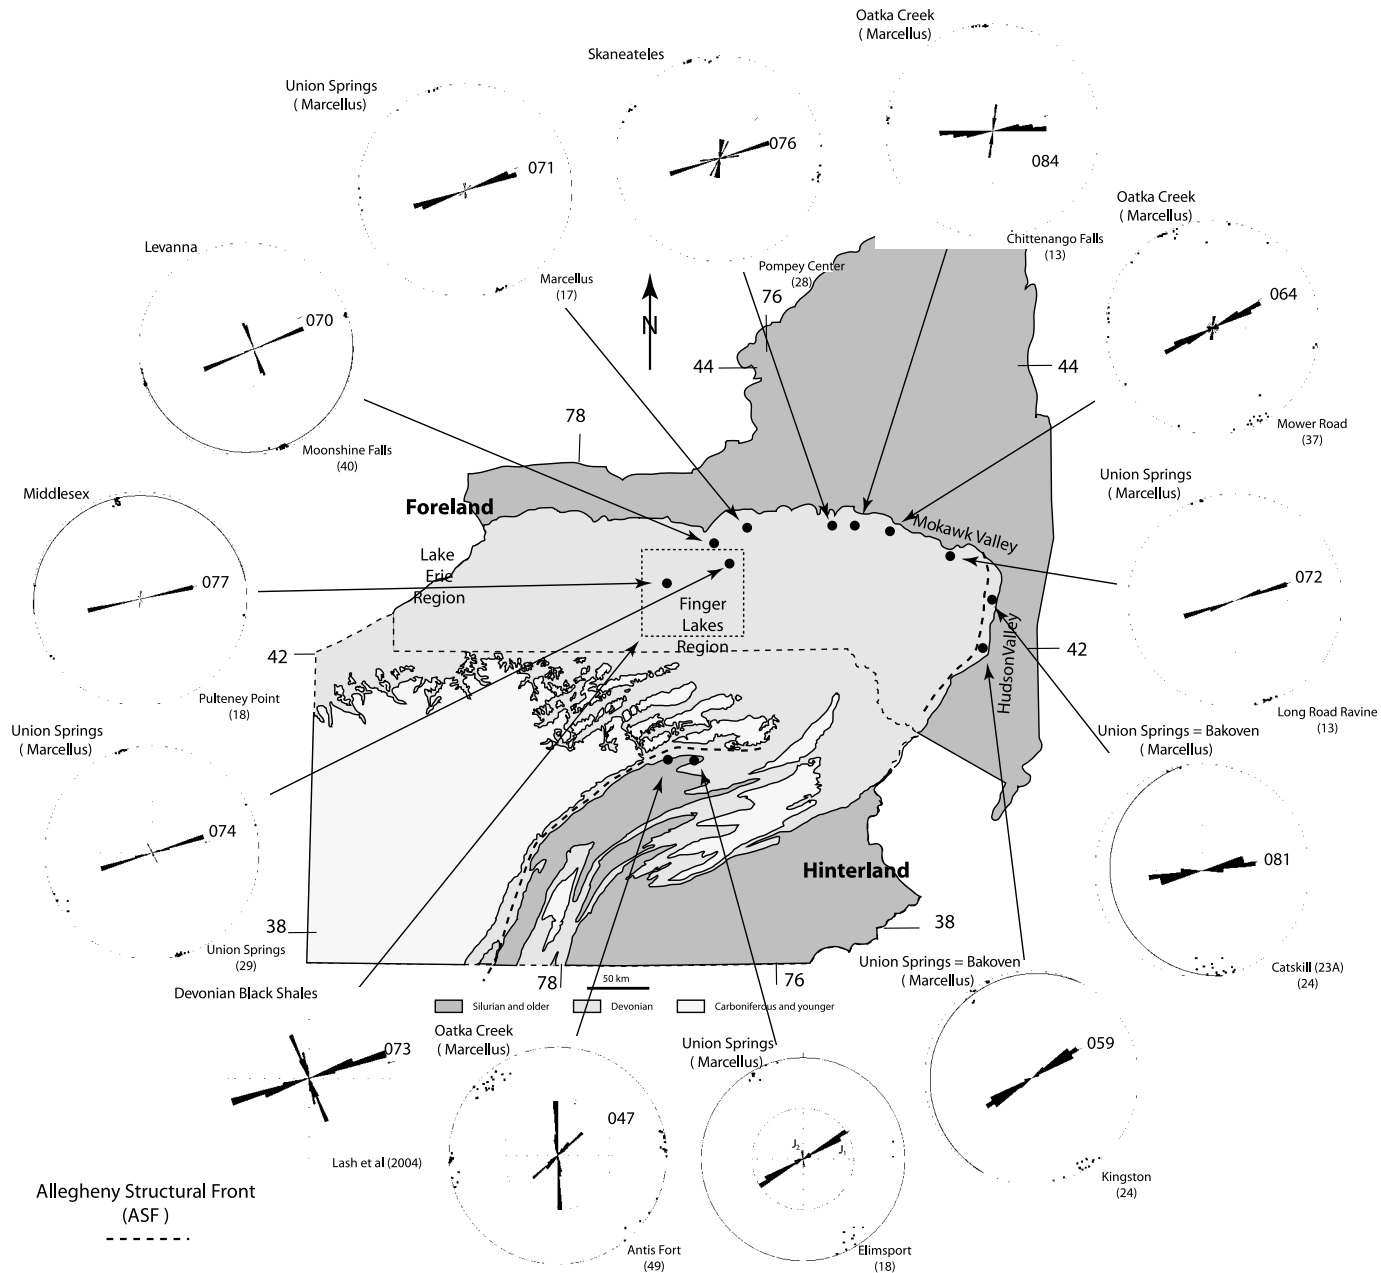 Oatka Creek
( Marcellus)
084
Chittenango Falls
(13)
Skaneateles
076
Pompey Center
(28)
Union Springs
( Marcellus)
071
Marcellus
(17)
Oatka Creek
( Marcellus)
064
Mower Road
(37)
Levanna
070
Moonshine Falls
(40)
N
76
44
44
78
Union Springs
( Marcellus)
072
Long Road Ravine
(13)
Middlesex
077
Pulteney Point
(18)
Foreland
Lake
Erie
Region
Mokawk Valley
Finger
Lakes
Region
HudsonValley
42
42
Union Springs
( Marcellus)
074
Union Springs
(29)
Union Springs = Bakoven
( Marcellus)
081
Catskill (23A)
(24)
Hinterland
38
38
78
76
50 km
Silurian and older
Devonian
Carboniferous and younger
Devonian Black Shales
073
Lash et al (2004)
Oatka Creek
( Marcellus)
047
Antis Fort
(49)
Union Springs
( Marcellus)
J2
J1
Elimsport
(18)
Union Springs = Bakoven
( Marcellus)
059
Kingston
(24)
Allegheny Structural Front
(ASF )